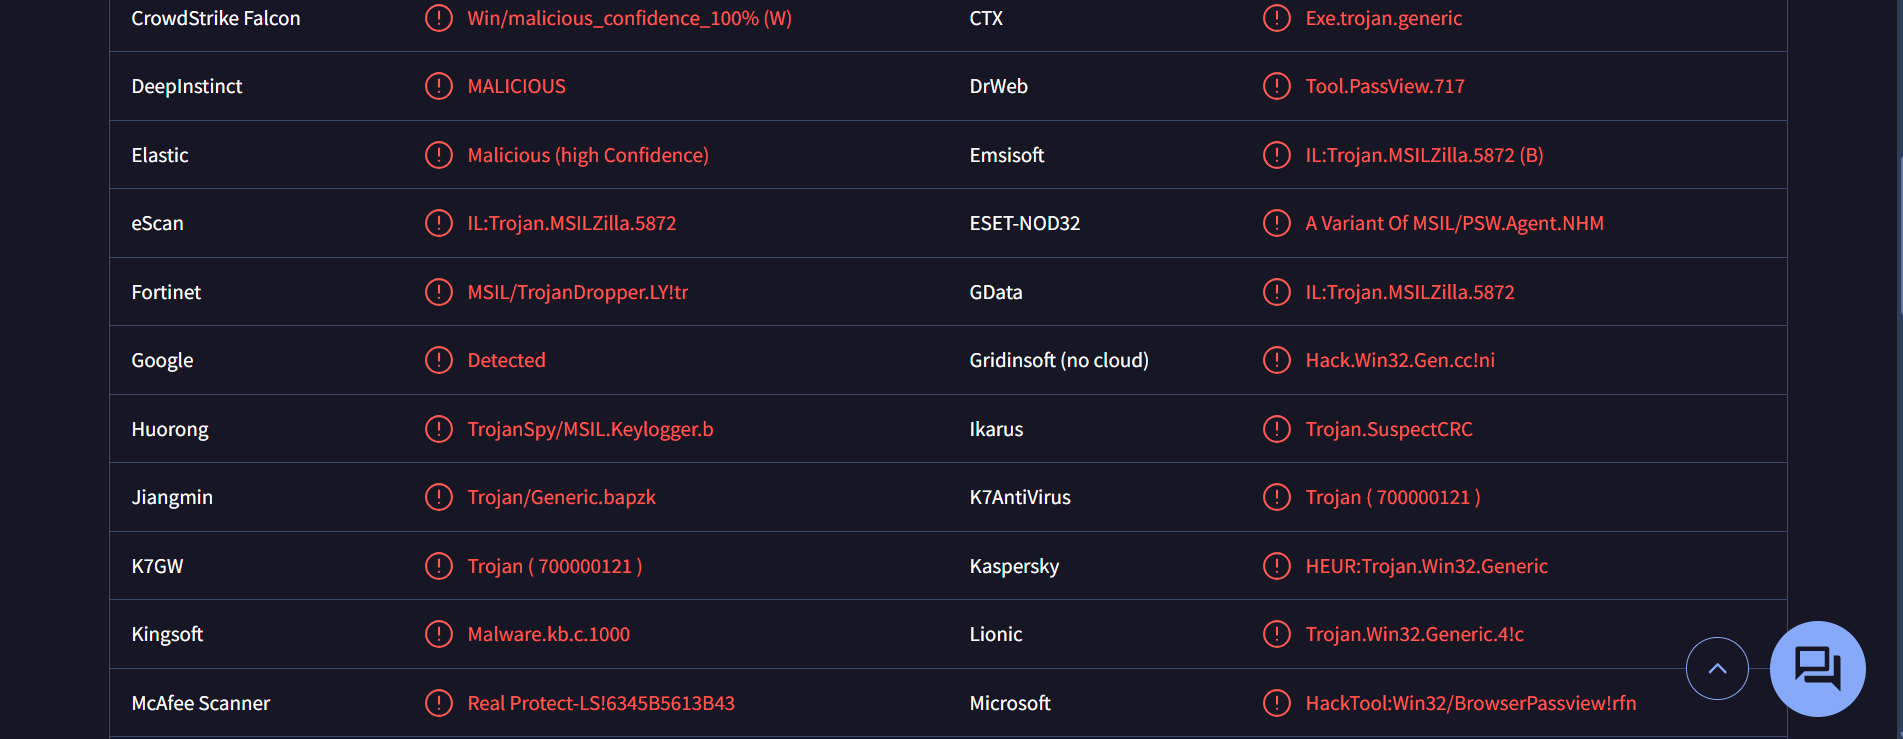 CrowdStrike Falcon Win/malicious_confidence_100% (W) CTX Exe.trojan.generic
DeepInstinct MALICIOUS DrWeb Tool.PassView.717
Elastic Malicious (high Confidence) Emsisoft IL:Trojan.MSILZilla.5872 (B)
eScan IL:Trojan.MSILZilla.5872 ESET-NOD32 A Variant Of MSIL/PSW.Agent.NHM
Fortinet MSIL/TrojanDropper.LY!tr GData IL:Trojan.MSILZilla.5872
Google Detected Gridinsoft (no cloud) Hack.Win32.Gen.cc!ni
Huorong TrojanSpy/MSIL.Keylogger.b Ikarus Trojan.SuspectCRC
Jiangmin Trojan/Generic.bapzk K7AntiVirus Trojan ( 700000121 )
K7GW Trojan ( 700000121 ) Kaspersky HEUR:Trojan.Win32.Generic
Kingsoft Malware.kb.c.1000 Lionic Trojan.Win32.Generic.4!c
McAfee Scanner Real Protect-LS!6345B5613B43 Microsoft HackTool:Win32/BrowserPassview!rfn